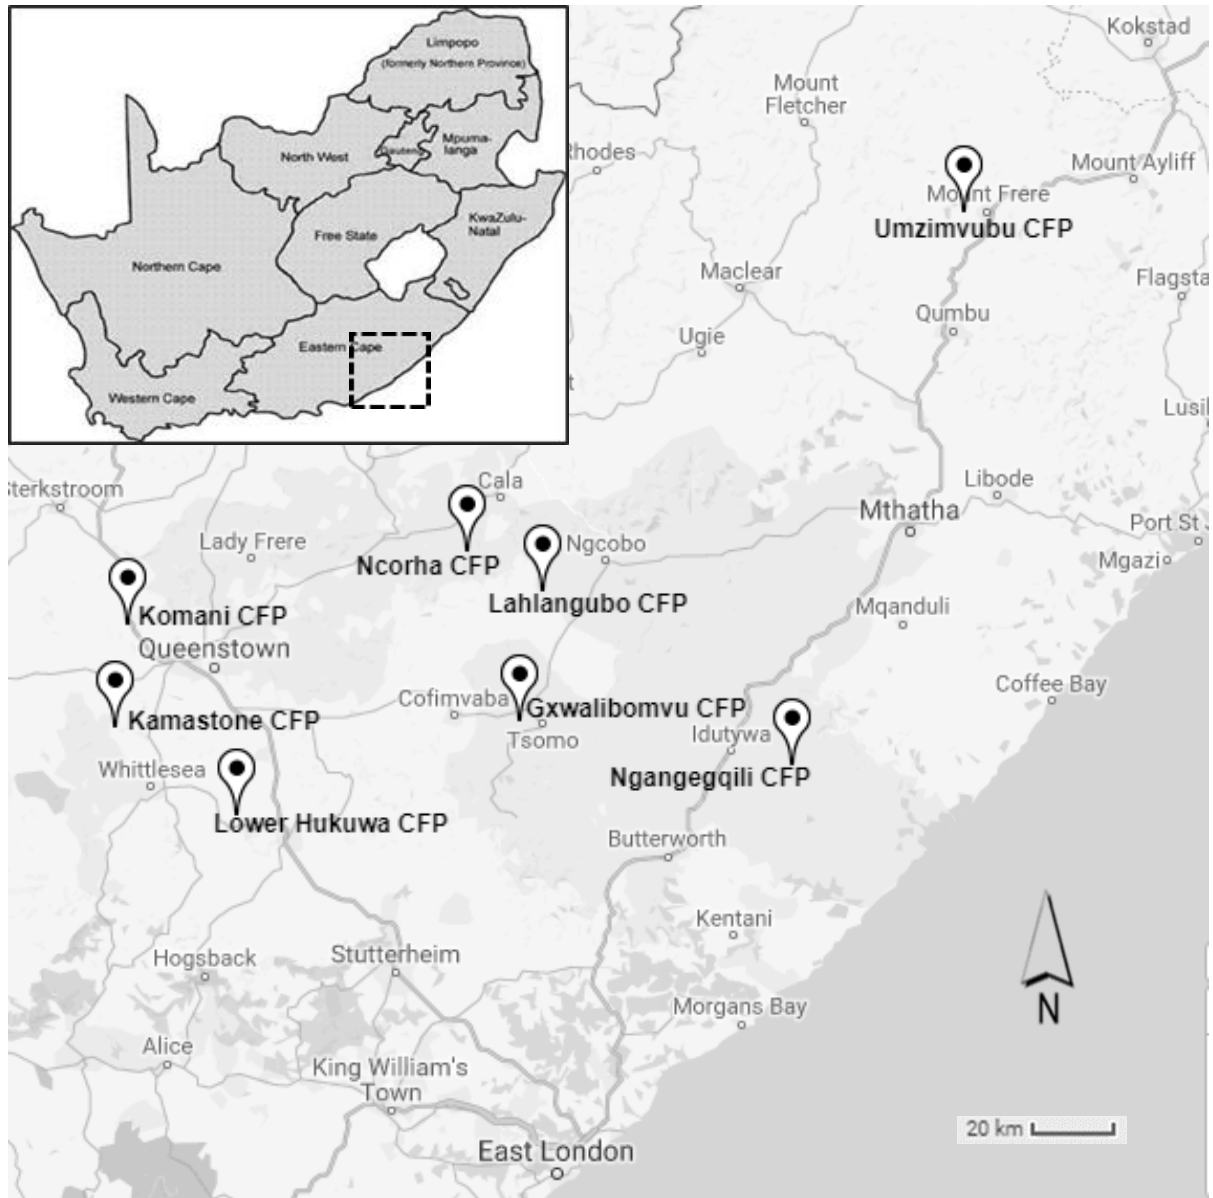 Limpopo
(formerly Northern Province)
North West
Gauteng
Mpuma-
langa
KwaZulu-
Natal
Free State
Northern Cape
Eastern Cape
Western Cape
Kokstad
Mount
Fletcher
Rhodes
Mount Ayliff
Mount Frere
Umzimvubu CFP
Maclear
Flagsta
Qumbu
Ugie
t
Lusil
Sterkstroom
Cala
Libode
Mthatha
Port St J
Lady Frere
Ngcobo
Mgazi
Ncorha CFP
Lahlangubo CFP
Komani CFP
Mqanduli
Queenstown
Coffee Bay
Cofimvaba
Gxwalibomvu CFP
Kamastone CFP
Tsomo
Idutywa
Whittlesea
Ngangegqili CFP
Lower Hukuwa CFP
Butterworth
Kentani
Hogsback
Stutterheim
Morgans Bay
N
Alice
King William's
Town
20 km
East London